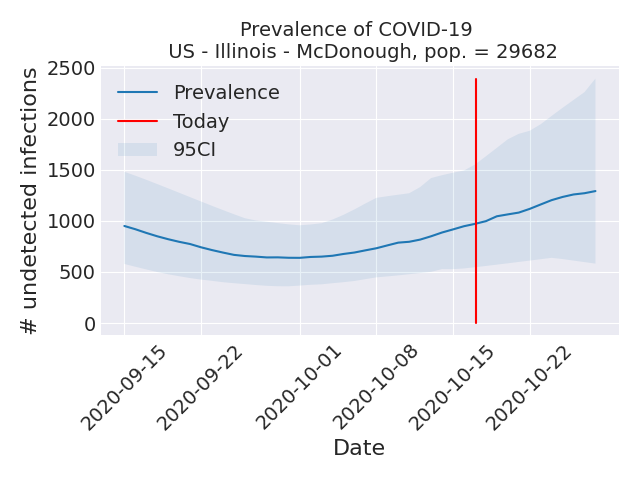 Prevalence of COVID-19
US - Illinois - McDonough, pop. = 29682
# undetected infections
2500
2000
1500
1000
500
0
Prevalence
Today
95CI
2020-09-15
2020-09-22
2020-10-01
2020-10-08
2020-10-15
2020-10-22
Date